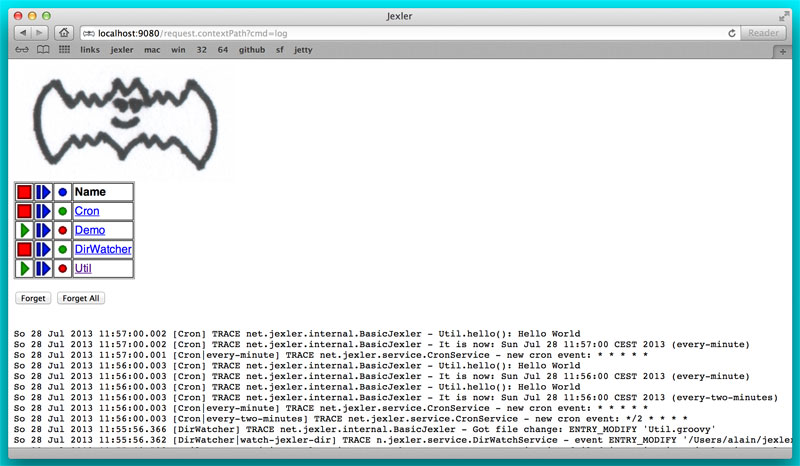 Jexler
localhost:9080/request.contextPath?cmd=log
Reader
links jexler mac win 32 64 github sf jetty
Name
Cron
Demo
DirWatcher
Util
Forget Forget All
So 28 Jul 2013 11:57:00.002 [Cron] TRACE net.jexler.internal.BasicJexler - Util.hello(): Hello World
So 28 Jul 2013 11:57:00.002 [Cron] TRACE net.jexler.internal.BasicJexler - It is now: Sun Jul 28 11:57:00 CEST 2013 (every-minute)
So 28 Jul 2013 11:57:00.001 [Cron|every-minute] TRACE net.jexler.service.CronService - new cron event: * * * * *
So 28 Jul 2013 11:56:00.003 [Cron] TRACE net.jexler.internal.BasicJexler - Util.hello(): Hello World
So 28 Jul 2013 11:56:00.003 [Cron] TRACE net.jexler.internal.BasicJexler - It is now: Sun Jul 28 11:56:00 CEST 2013 (every-minute)
So 28 Jul 2013 11:56:00.003 [Cron] TRACE net.jexler.internal.BasicJexler - Util.hello(): Hello World
So 28 Jul 2013 11:56:00.003 [Cron] TRACE net.jexler.internal.BasicJexler - It is now: Sun Jul 28 11:56:00 CEST 2013 (every-two-minutes)
So 28 Jul 2013 11:56:00.003 [Cron|every-minute] TRACE net.jexler.service.CronService - new cron event: * * * * *
So 28 Jul 2013 11:56:00.003 [Cron|every-two-minutes] TRACE net.jexler.service.CronService - new cron event: */2 * * * *
So 28 Jul 2013 11:55:56.366 [DirWatcher] TRACE net.jexler.internal.BasicJexler - Got file change: ENTRY_MODIFY 'Util.groovy'
So 28 Jul 2013 11:55:56.362 [DirWatcher|watch-jexler-dir] TRACE n.jexler.service.DirWatchService - event ENTRY_MODIFY '/Users/alain/jexler